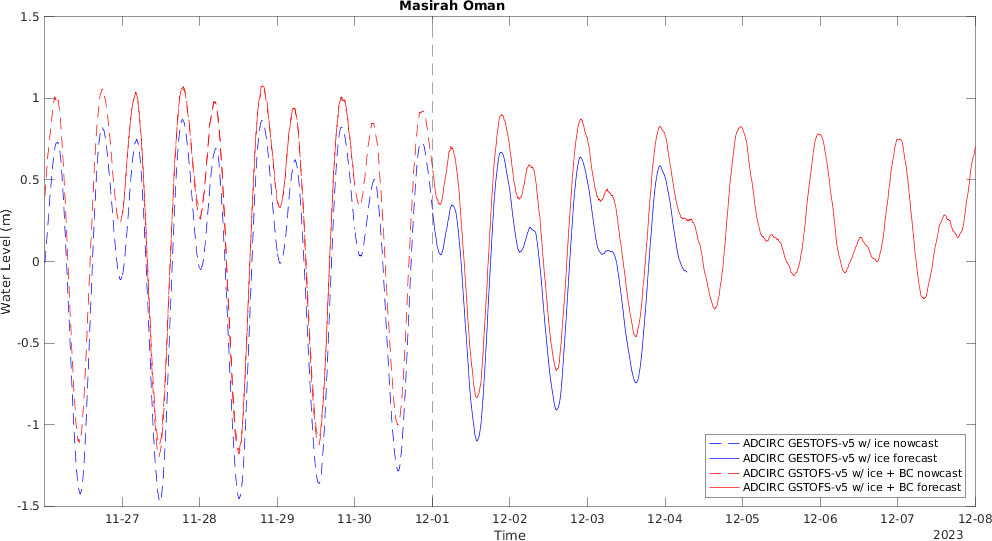 Masirah Oman
1.5
1
0.5
0
-0.5
-1
-1.5
Water Level (m)
ADCIRC GESTOFS-v5 w/ ice nowcast
ADCIRC GESTOFS-v5 w/ ice forecast
ADCIRC GSTOFS-v5 w/ ice + BC nowcast
ADCIRC GSTOFS-v5 w/ ice + BC forecast
11-27 11-28 11-29 11-30 12-01 12-02 12-03 12-04 12-05 12-06 12-07 12-08
Time
2023